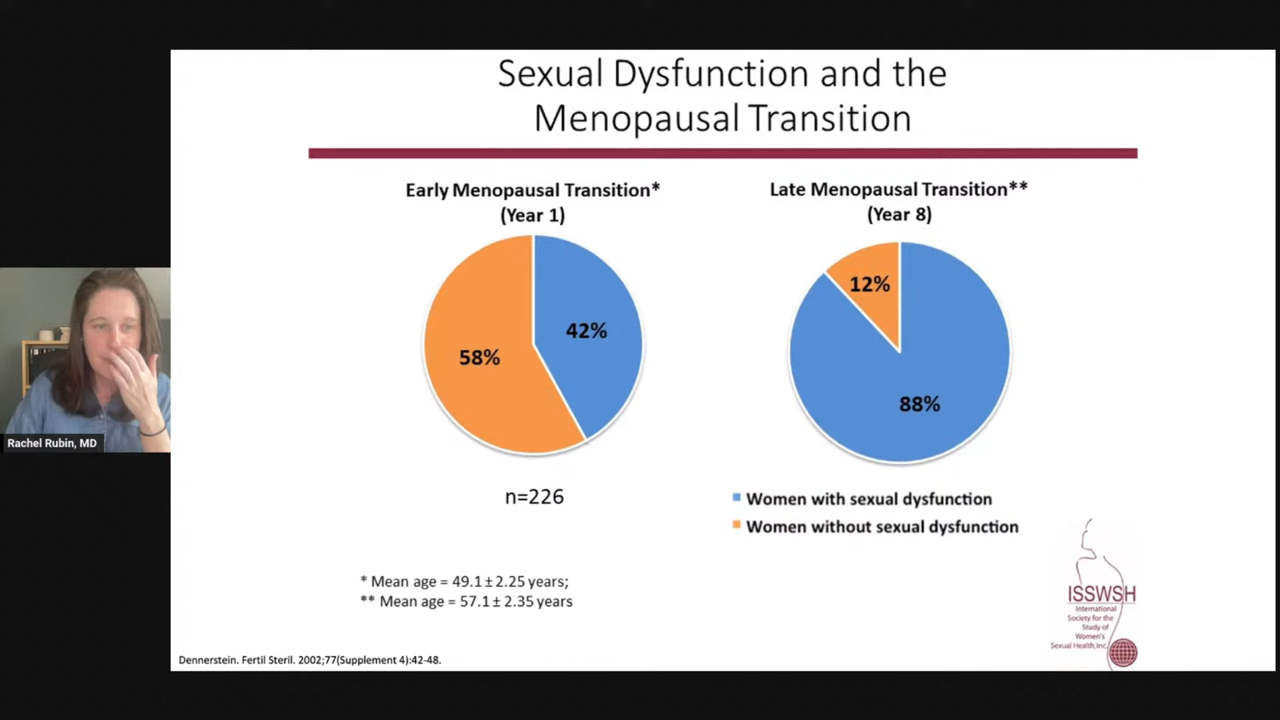 Sexual Dysfunction and the
Menopausal Transition
Early Menopausal Transition*
(Year 1)
58%
42%
n=226
Late Menopausal Transition**
(Year 8)
12%
88%
Women with sexual dysfunction
Women without sexual dysfunction
* Mean age = 49.1 ± 2.25 years;
** Mean age = 57.1 ± 2.35 years
Dennerstein. Fertil Steril. 2002;77(Supplement 4):42-48.
ISSWSH
International
Society for the
Study of
Women's
Sexual Health, Inc.
Rachel Rubin, MD